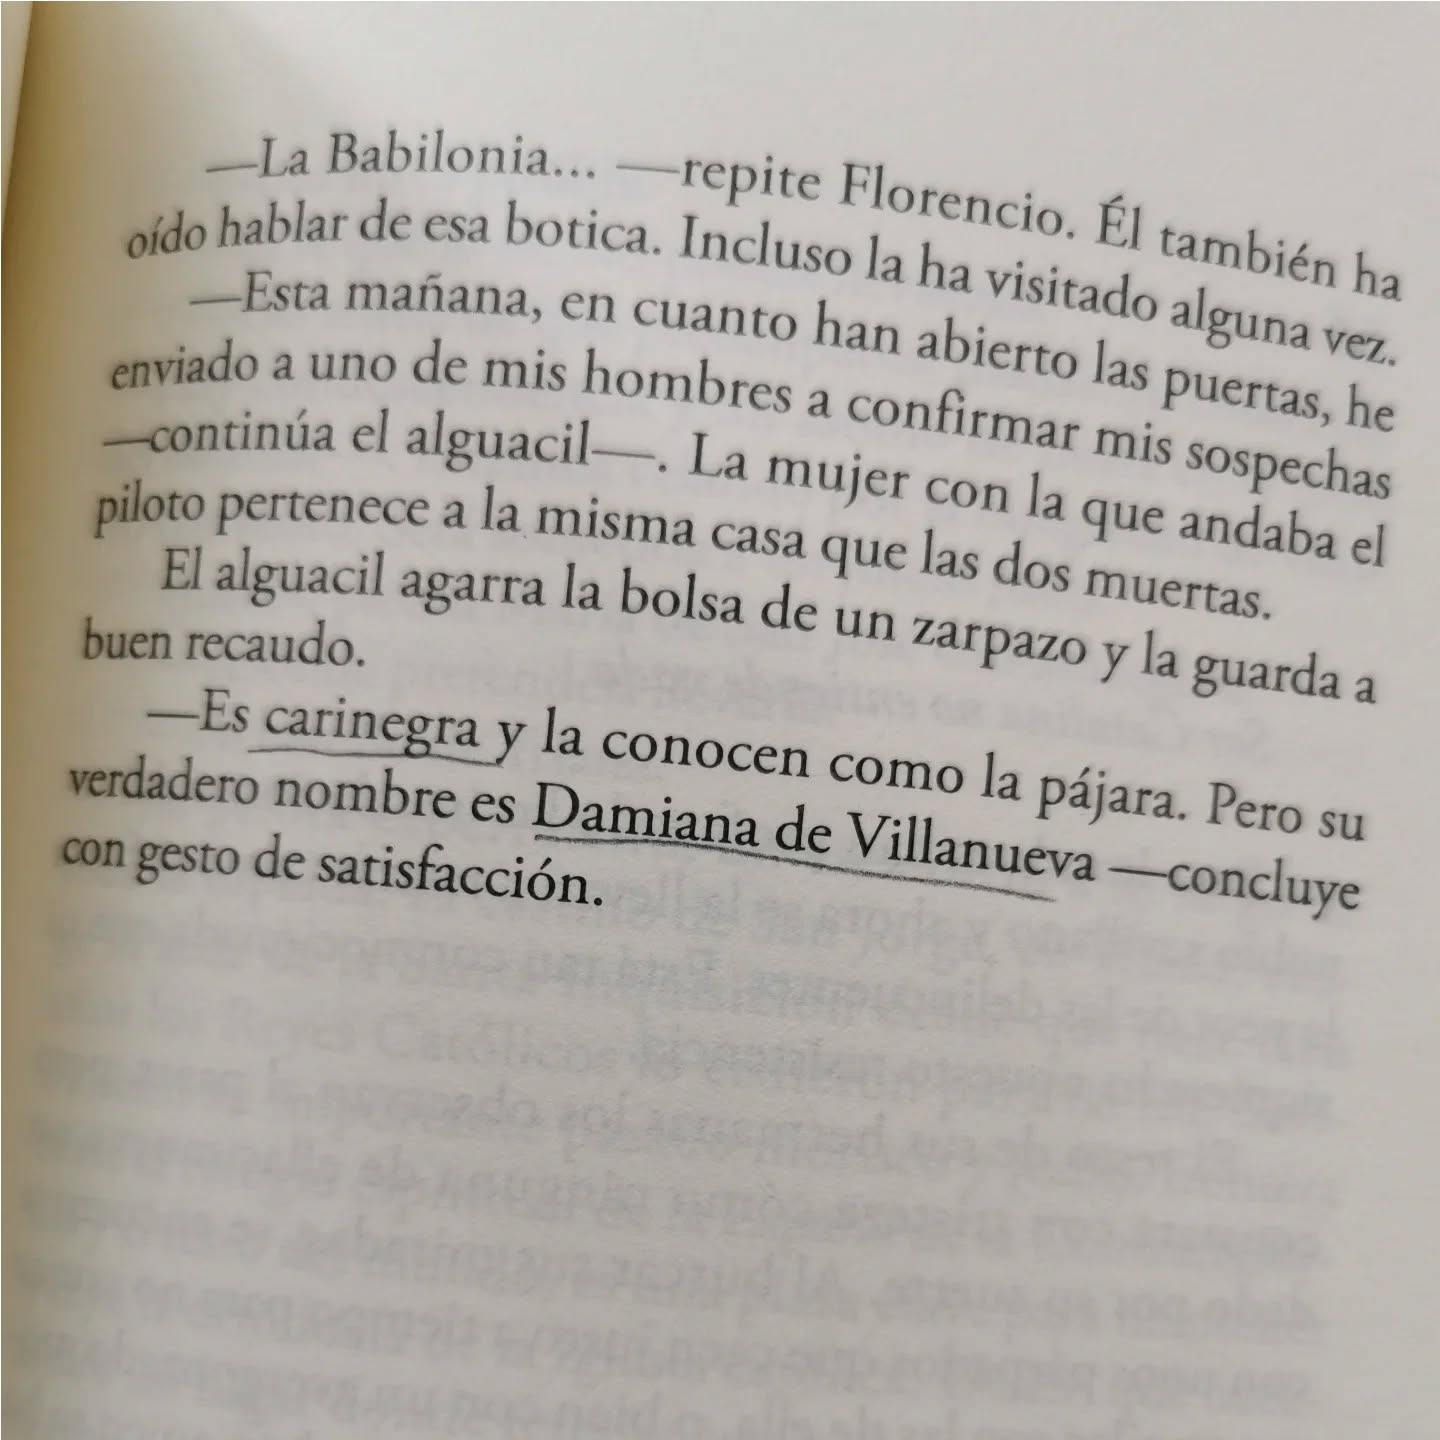 —La Babilonia... —repite Florencio. Él también ha
oído hablar de esa botica. Incluso la ha visitado alguna vez.
—Esta mañana, en cuanto han abierto las puertas, he
enviado a uno de mis hombres a confirmar mis sospechas
—continúa el alguacil—. La mujer con la que andaba el
piloto pertenece a la misma casa que las dos muertas.
El alguacil agarra la bolsa de un zarpazo y la guarda a
buen recaudo.
—Es carinegra y la conocen como la pájara. Pero su
verdadero nombre es Damiana de Villanueva —concluye
con gesto de satisfacción.